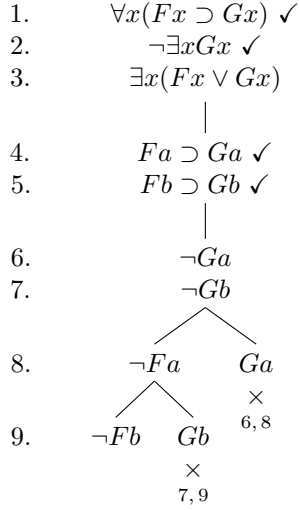 1. ∀x(Fx ⊃ Gx) ✓
2. ¬∃xGx ✓
3. ∃x(Fx ∨ Gx)
4. Fa ⊃ Ga ✓
5. Fb ⊃ Gb ✓
6. ¬Ga
7. ¬Gb
8. ¬Fa Ga
×
6, 8
9. ¬Fb Gb
×
7, 9